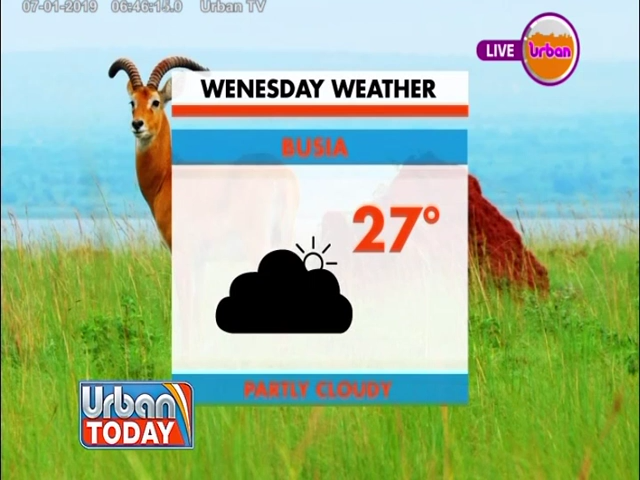 07-01-2019 06:46:15.0 Urban TV
LIVE
urban
WENESDAY WEATHER
BUSIA
27°
PARTLY CLOUDY
Urban
TODAY